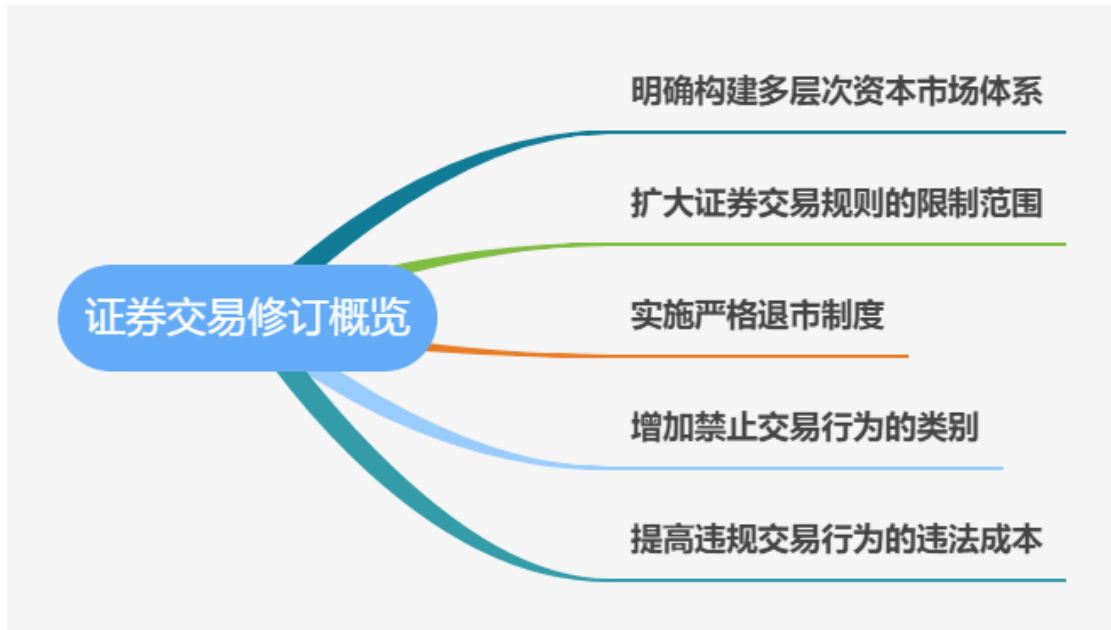 明确构建多层次资本市场体系
扩大证券交易规则的限制范围
证券交易修订概览
实施严格退市制度
增加禁止交易行为的类别
提高违规交易行为的违法成本